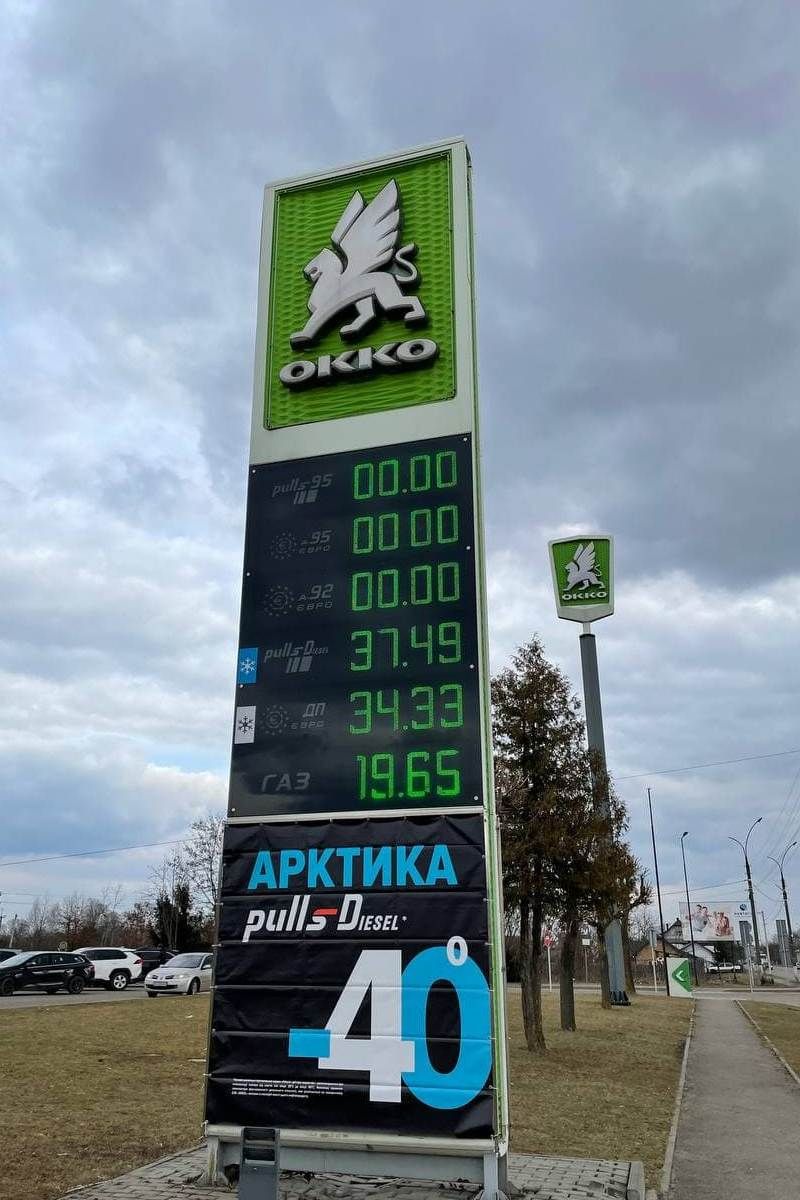 OKKO
pulls 95 00.00
А-95 ЄВРО 00 00
А-92 ЄВРО 00.00
pulls Diesel 37.49
ДП ЄВРО 34.33
ГАЗ 19.65
OKKO
АРКТИКА
pulls Diesel*
-40°